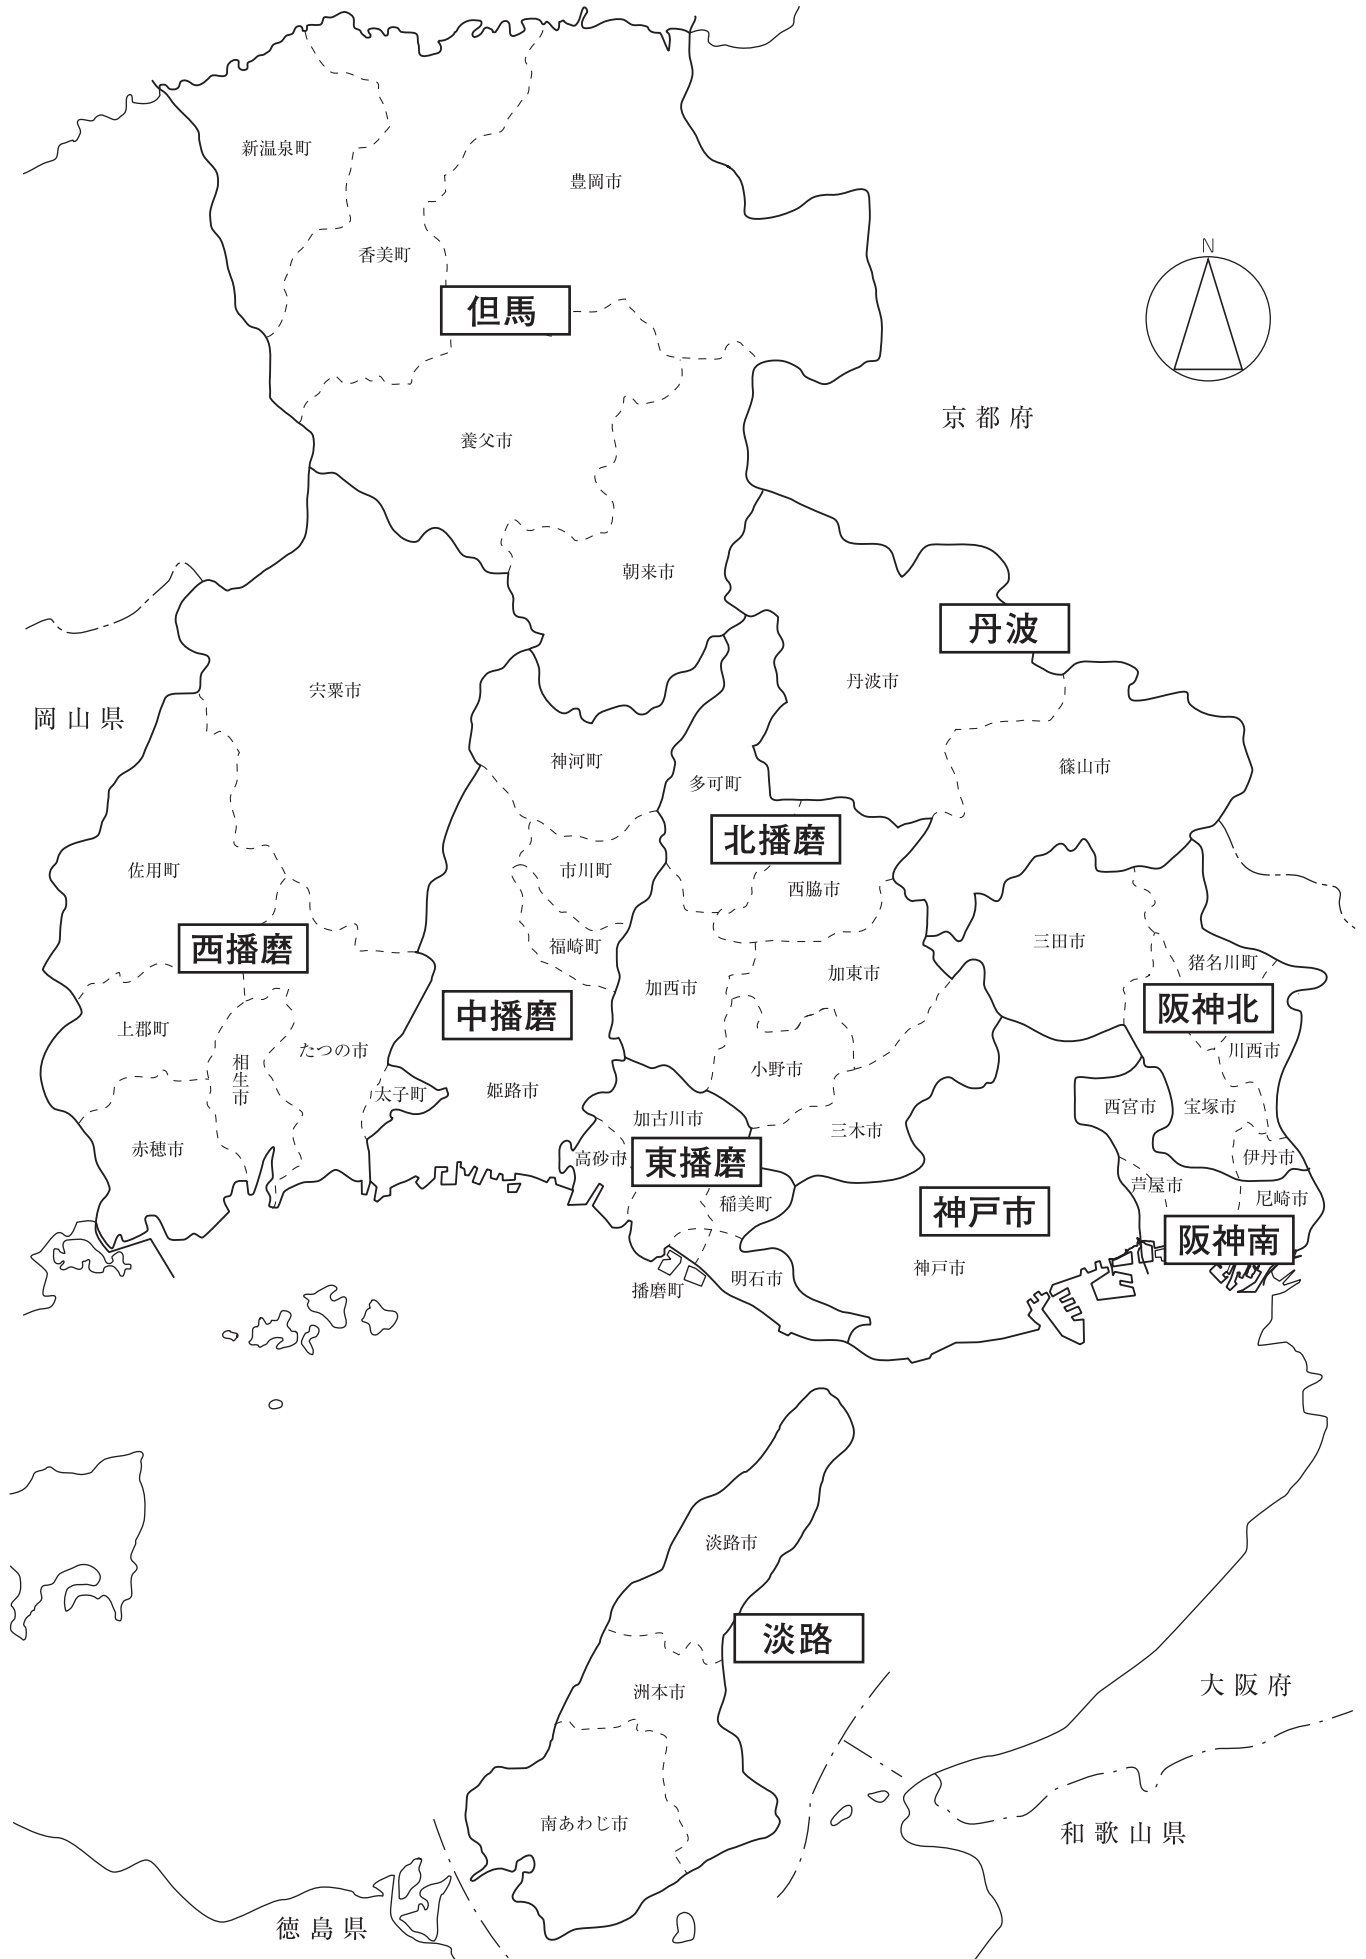 新温泉町
豊岡市
N
香美町
但馬
京都府
養父市
朝来市
丹波
丹波市
宍粟市
岡山県
神河町
篠山市
多可町
北播磨
佐用町
市川町
西脇市
西播磨
福崎町
三田市
猪名川町
加西市
加東市
中播磨
阪神北
上郡町
たつの市
川西市
相生市
小野市
太子町
姫路市
西宮市
宝塚市
加古川市
三木市
赤穂市
高砂市
東播磨
伊丹市
芦屋市
稲美町
尼崎市
神戸市
阪神南
神戸市
明石市
播磨町
淡路市
淡路
洲本市
大阪府
南あわじ市
和歌山県
徳島県